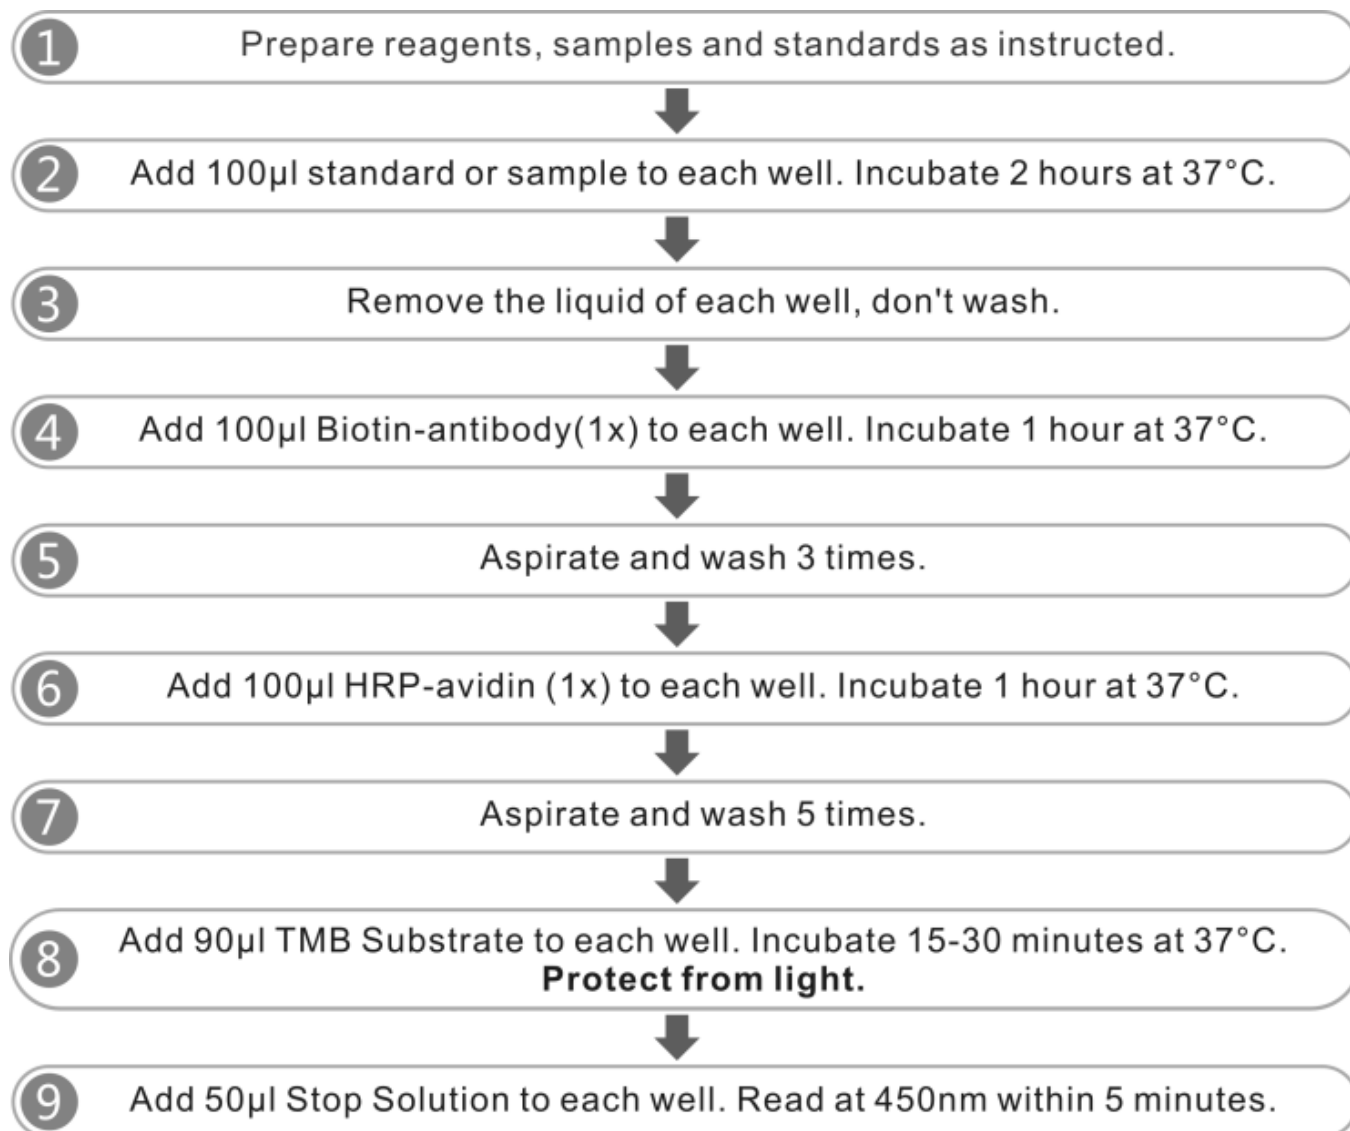 1 Prepare reagents, samples and standards as instructed.
2 Add 100µl standard or sample to each well. Incubate 2 hours at 37°C.
3 Remove the liquid of each well, don't wash.
4 Add 100µl Biotin-antibody(1x) to each well. Incubate 1 hour at 37°C.
5 Aspirate and wash 3 times.
6 Add 100µl HRP-avidin (1x) to each well. Incubate 1 hour at 37°C.
7 Aspirate and wash 5 times.
8 Add 90µl TMB Substrate to each well. Incubate 15-30 minutes at 37°C.
Protect from light.
9 Add 50µl Stop Solution to each well. Read at 450nm within 5 minutes.